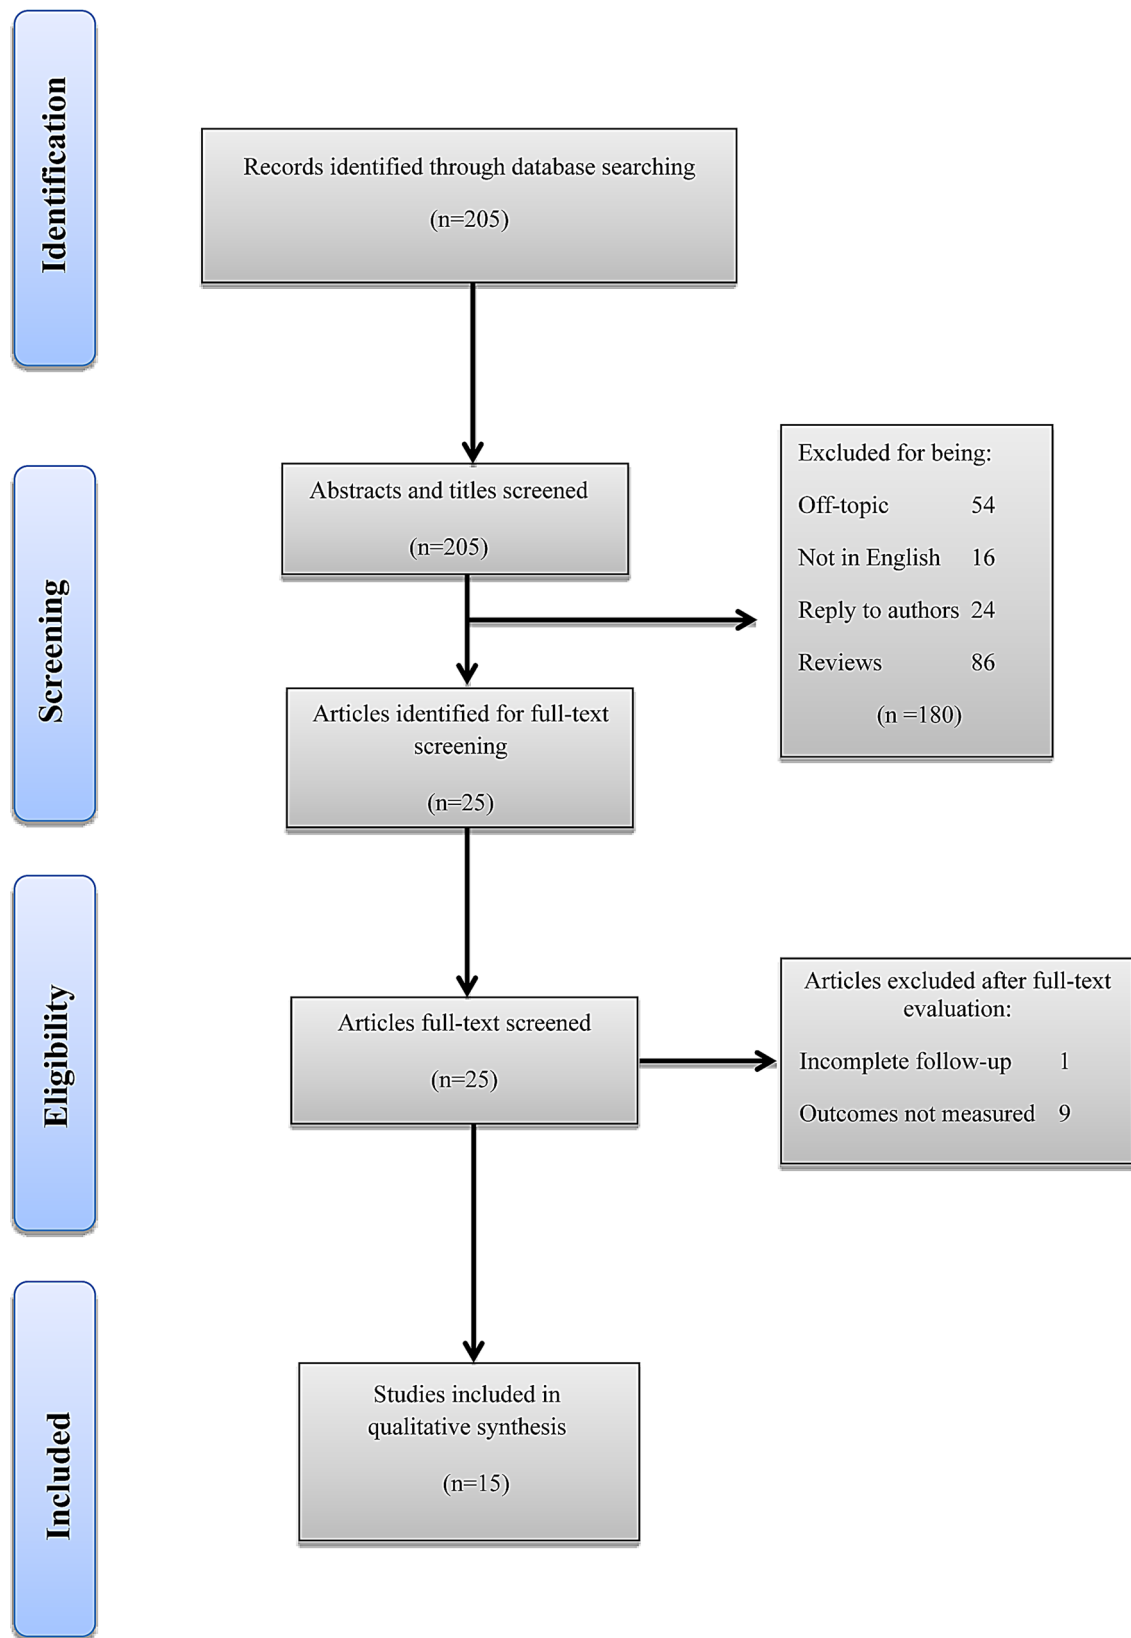 Identification
Records identified through database searching
(n=205)
Screening
Abstracts and titles screened
(n=205)
Excluded for being:
Off-topic 54
Not in English 16
Reply to authors 24
Reviews 86
(n =180)
Articles identified for full-text
screening
(n=25)
Eligibility
Articles full-text screened
(n=25)
Articles excluded after full-text
evaluation:
Incomplete follow-up 1
Outcomes not measured 9
Included
Studies included in
qualitative synthesis
(n=15)